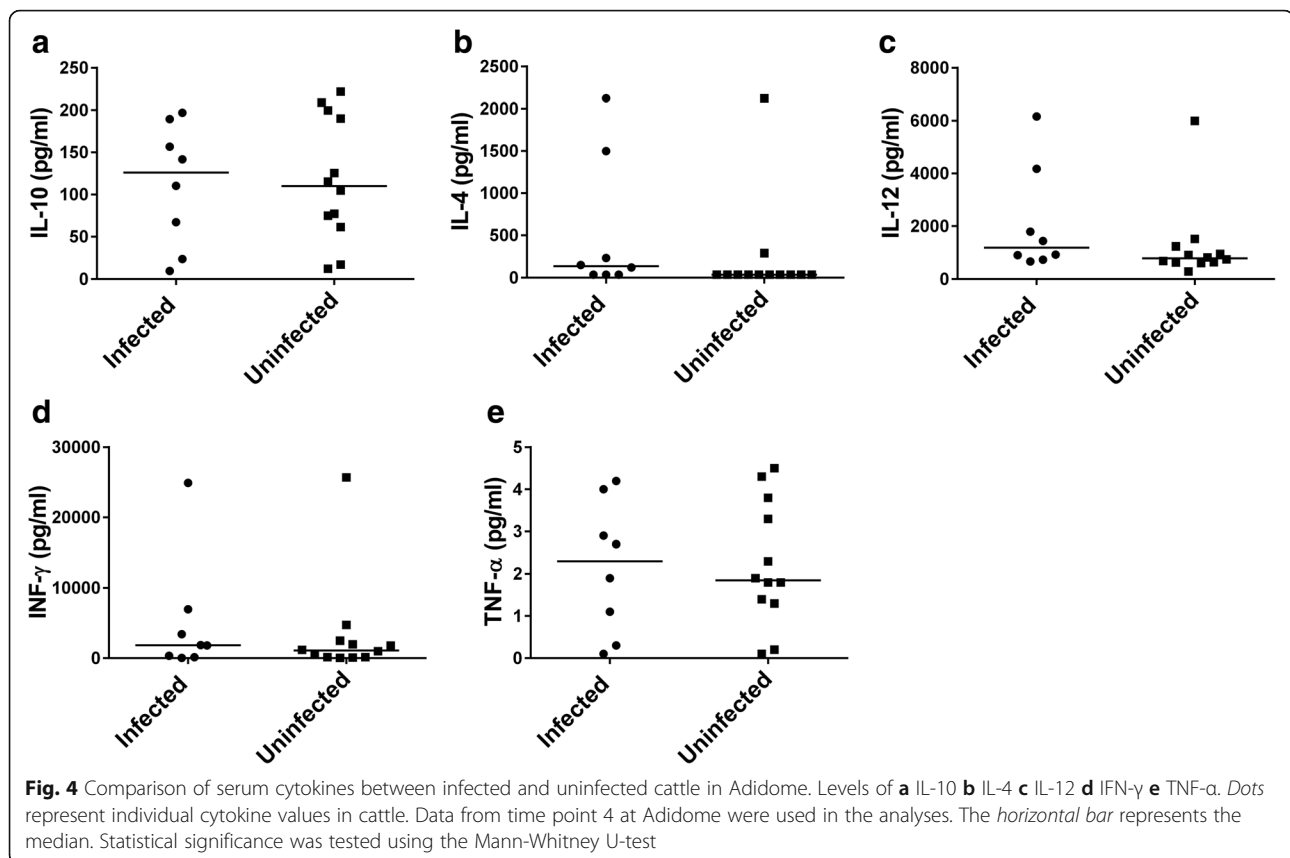 a
250
200
150
100
50
0
IL-10 (pg/ml)
Infected
Uninfected
b
2500
2000
1500
1000
500
0
IL-4 (pg/ml)
Infected
Uninfected
c
8000
6000
4000
2000
0
IL-12 (pg/ml)
Infected
Uninfected
d
30000
20000
10000
0
INF-γ (pg/ml)
Infected
Uninfected
e
5
4
3
2
1
0
TNF-α (pg/ml)
Infected
Uninfected
Fig. 4 Comparison of serum cytokines between infected and uninfected cattle in Adidome. Levels of a IL-10 b IL-4 c IL-12 d IFN-γ e TNF-α. Dots
represent individual cytokine values in cattle. Data from time point 4 at Adidome were used in the analyses. The horizontal bar represents the
median. Statistical significance was tested using the Mann-Whitney U-test